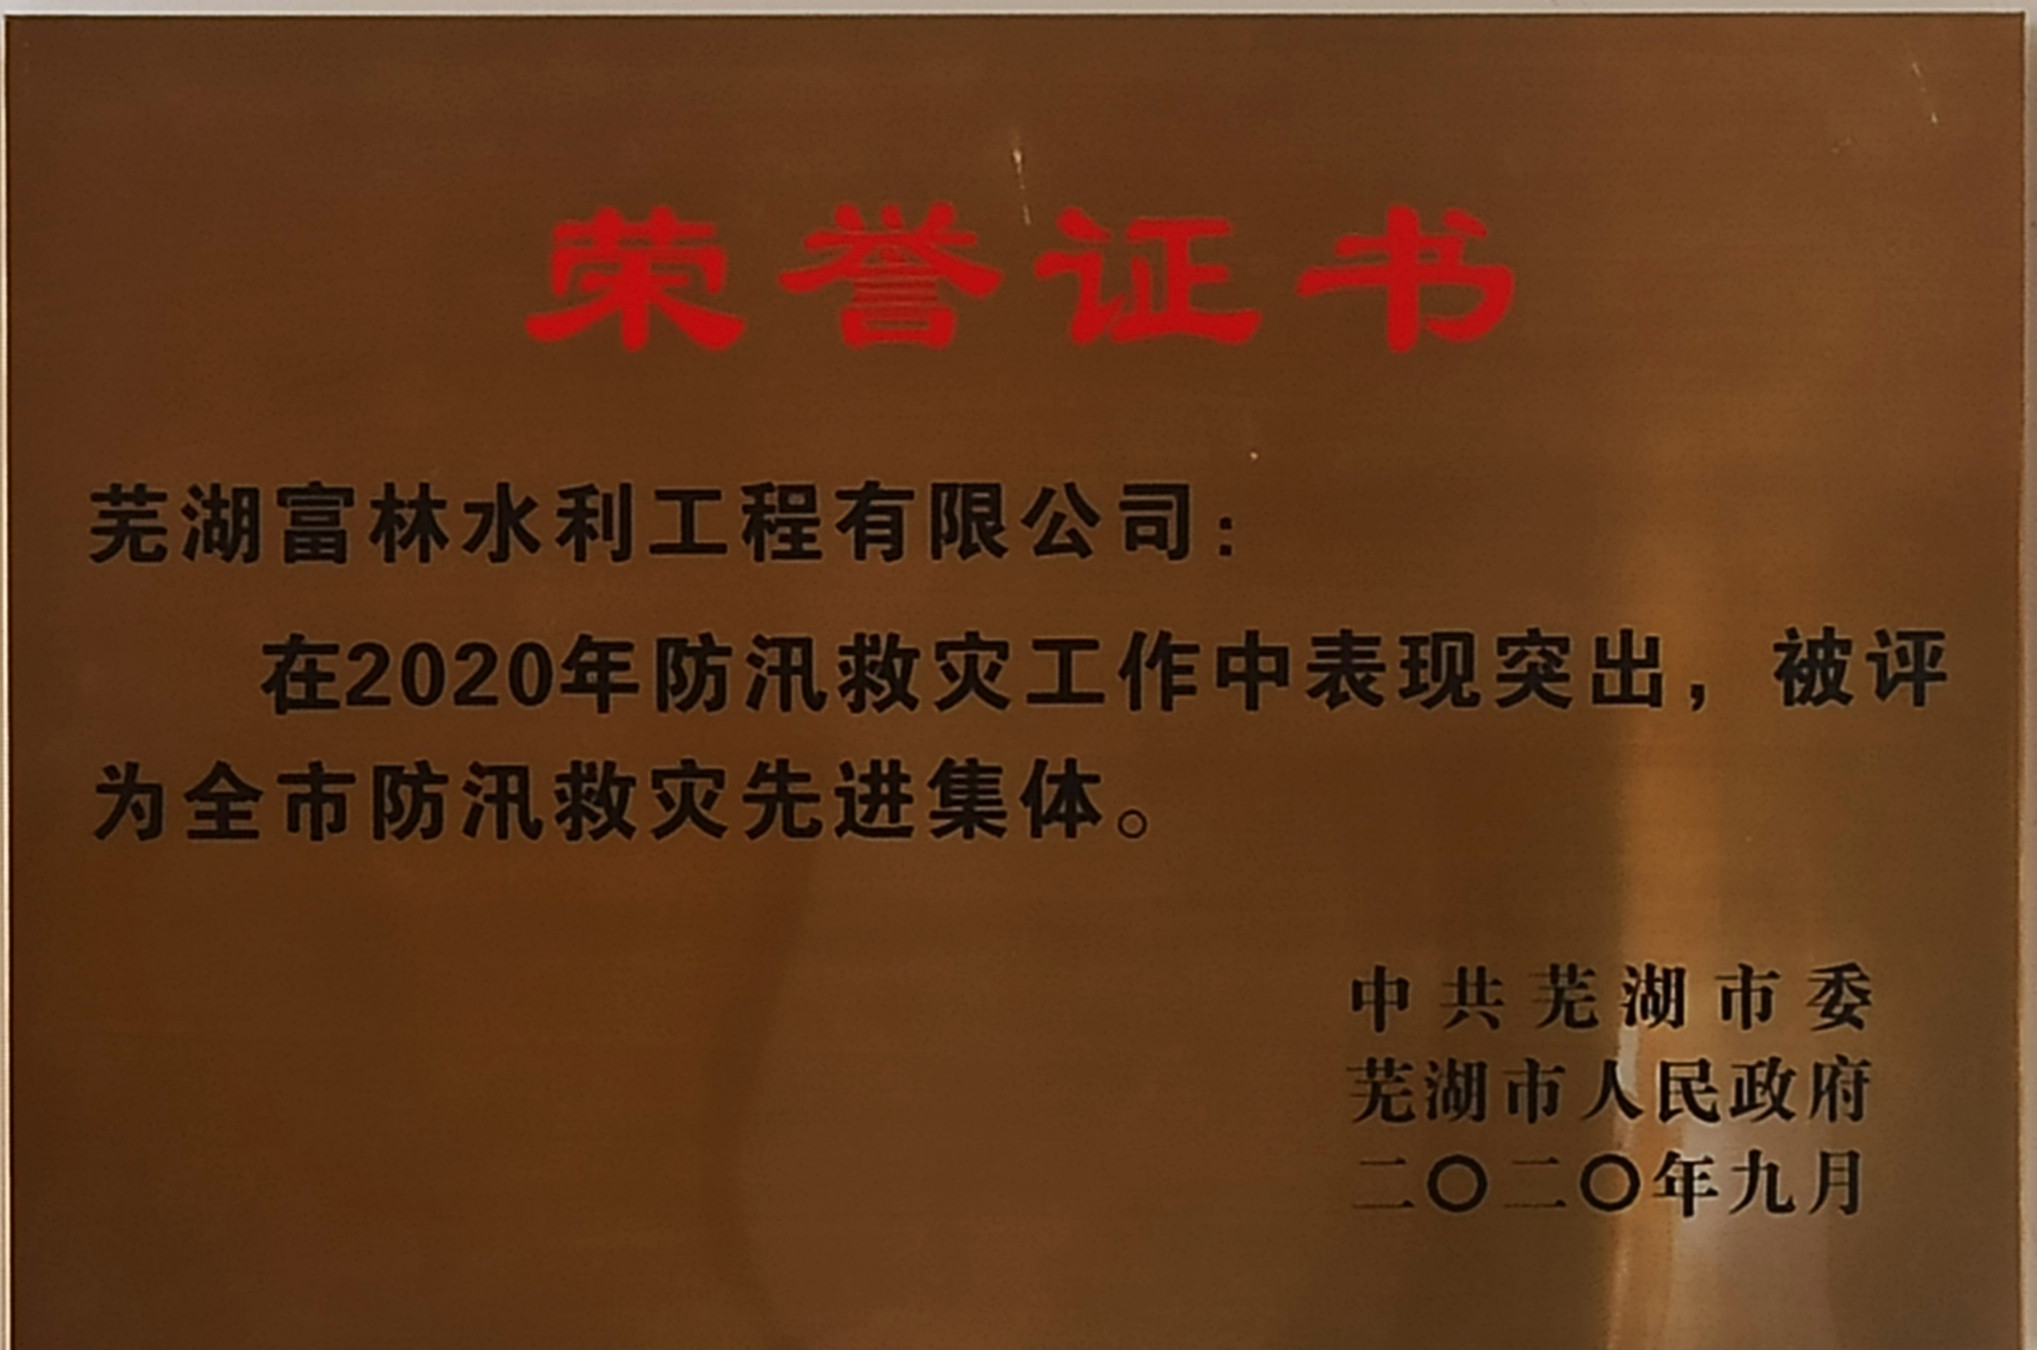 荣誉证书
芜湖富林水利工程有限公司：
在2020年防汛救灾工作中表现突出，被评
为全市防汛救灾先进集体。
中共芜湖市委
芜湖市人民政府
二〇二〇年九月